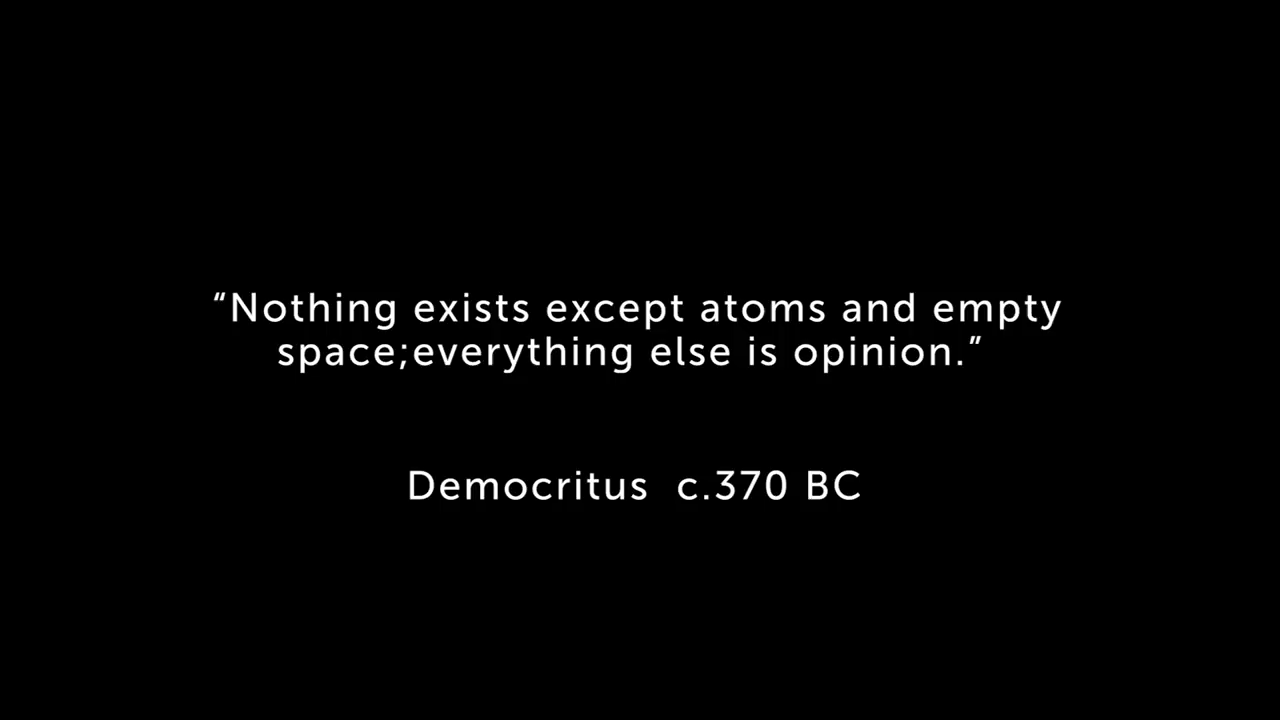 “Nothing exists except atoms and empty
space;everything else is opinion.”
Democritus c.370 BC